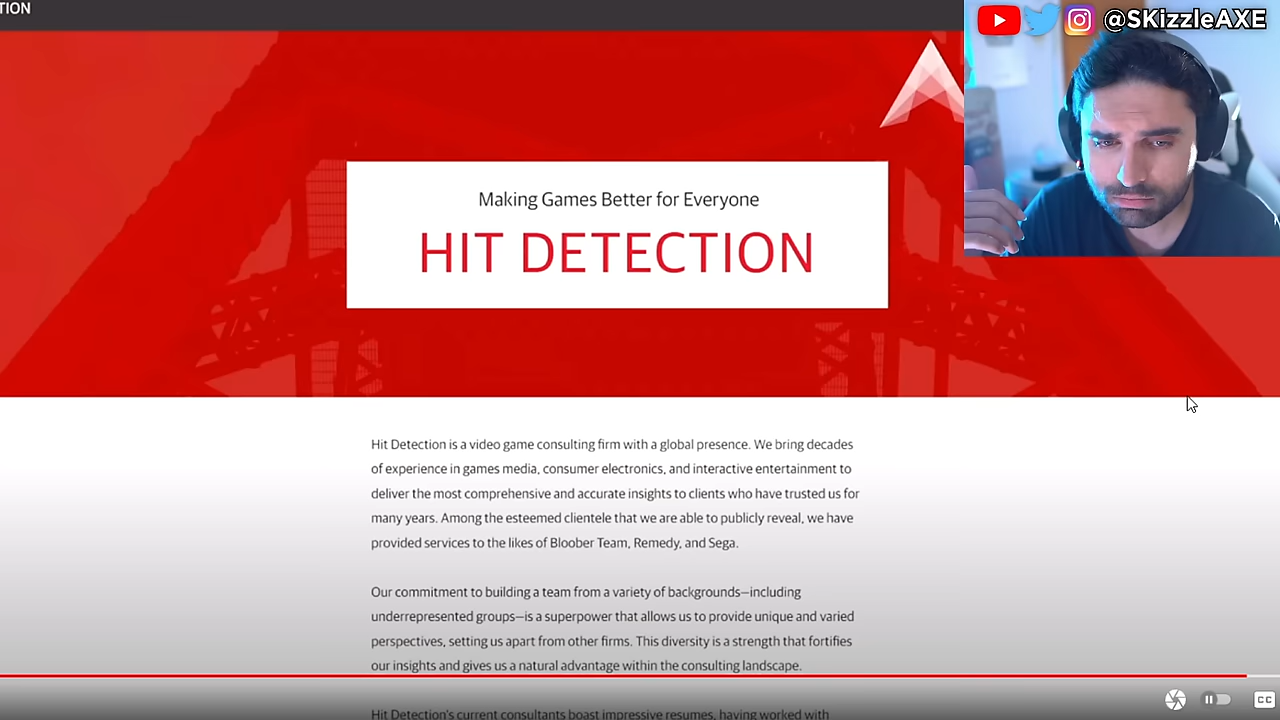 TION
@SKizzleAXE
Making Games Better for Everyone
HIT DETECTION
Hit Detection is a video game consulting firm with a global presence. We bring decades
of experience in games media, consumer electronics, and interactive entertainment to
deliver the most comprehensive and accurate insights to clients who have trusted us for
many years. Among the esteemed clientele that we are able to publicly reveal, we have
provided services to the likes of Bloober Team, Remedy, and Sega.
Our commitment to building a team from a variety of backgrounds—including
underrepresented groups—is a superpower that allows us to provide unique and varied
perspectives, setting us apart from other firms. This diversity is a strength that fortifies
our insights and gives us a natural advantage within the consulting landscape.
Hit Detection's current consultants boast impressive resumes, having worked with
CC